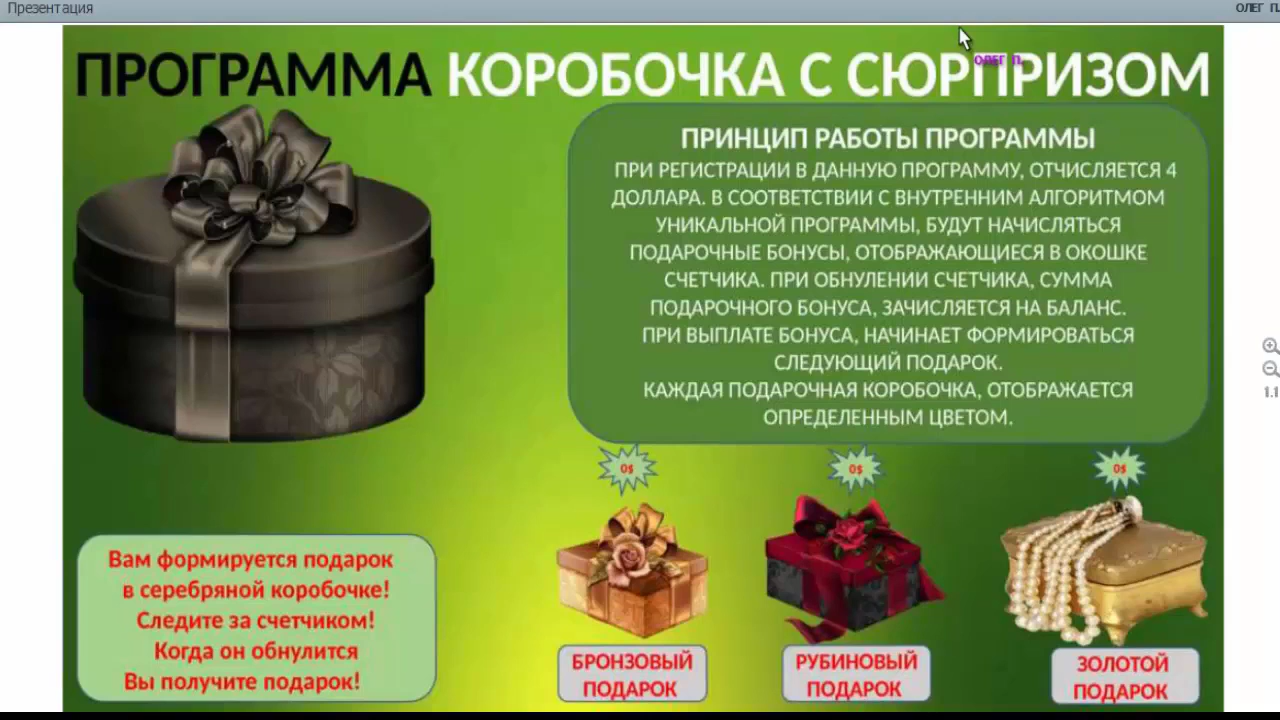 Презентация
ОЛЕГ П.
ПРОГРАММА КОРОБОЧКА С СЮРПРИЗОМ
ОЛЕГ П.
ПРИНЦИП РАБОТЫ ПРОГРАММЫ
ПРИ РЕГИСТРАЦИИ В ДАННУЮ ПРОГРАММУ, ОТЧИСЛЯЕТСЯ 4
ДОЛЛАРА. В СООТВЕТСТВИИ С ВНУТРЕННИМ АЛГОРИТМОМ
УНИКАЛЬНОЙ ПРОГРАММЫ, БУДУТ НАЧИСЛЯТЬСЯ
ПОДАРОЧНЫЕ БОНУСЫ, ОТОБРАЖАЮЩИЕСЯ В ОКОШКЕ
СЧЕТЧИКА. ПРИ ОБНУЛЕНИИ СЧЕТЧИКА, СУММА
ПОДАРОЧНОГО БОНУСА, ЗАЧИСЛЯЕТСЯ НА БАЛАНС.
ПРИ ВЫПЛАТЕ БОНУСА, НАЧИНАЕТ ФОРМИРОВАТЬСЯ
СЛЕДУЮЩИЙ ПОДАРОК.
КАЖДАЯ ПОДАРОЧНАЯ КОРОБОЧКА, ОТОБРАЖАЕТСЯ
ОПРЕДЕЛЕННЫМ ЦВЕТОМ.
0$
0$
0$
Вам формируется подарок
в серебряной коробочке!
Следите за счетчиком!
Когда он обнулится
Вы получите подарок!
БРОНЗОВЫЙ
ПОДАРОК
РУБИНОВЫЙ
ПОДАРОК
ЗОЛОТОЙ
ПОДАРОК
1.1